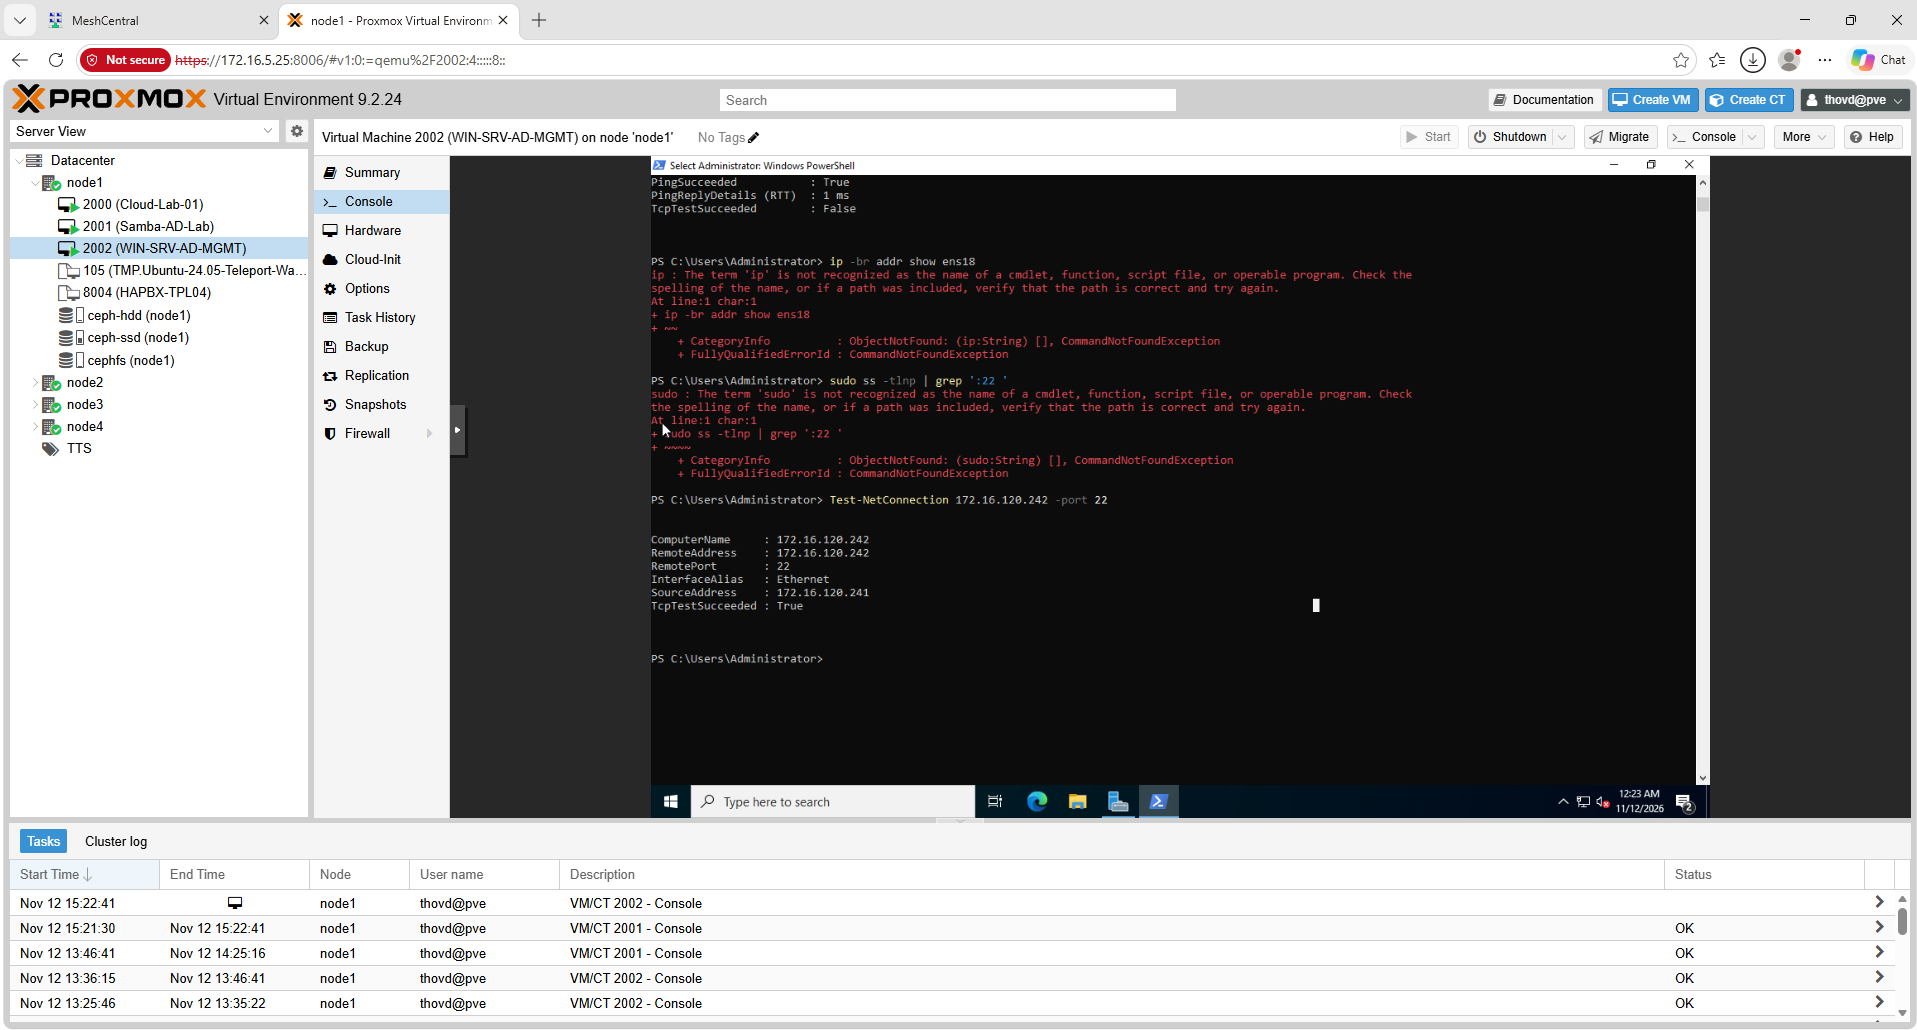 MeshCentral
node1 - Proxmox Virtual Environm
Not secure
https://172.16.5.25:8006/#v1:0:=qemu%2F2002:4:::::8::
Chat
PROXMOX Virtual Environment 9.2.24
Search
Documentation
Create VM
Create CT
thovd@pve
Server View
Virtual Machine 2002 (WIN-SRV-AD-MGMT) on node 'node1'
No Tags
Start
Shutdown
Migrate
Console
More
Help
Datacenter
node1
2000 (Cloud-Lab-01)
2001 (Samba-AD-Lab)
2002 (WIN-SRV-AD-MGMT)
105 (TMP.Ubuntu-24.05-Teleport-Wa...
8004 (HAPBX-TPL04)
ceph-hdd (node1)
ceph-ssd (node1)
cephfs (node1)
node2
node3
node4
TTS
Summary
Console
Hardware
Cloud-Init
Options
Task History
Backup
Replication
Snapshots
Firewall
Select Administrator: Windows PowerShell
PingSucceeded : True
PingReplyDetails (RTT) : 1 ms
TcpTestSucceeded : False
PS C:\Users\Administrator> ip -br addr show ens18
ip : The term 'ip' is not recognized as the name of a cmdlet, function, script file, or operable program. Check the
spelling of the name, or if a path was included, verify that the path is correct and try again.
At line:1 char:1
+ ip -br addr show ens18
+ ~~
+ CategoryInfo : ObjectNotFound: (ip:String) [], CommandNotFoundException
+ FullyQualifiedErrorId : CommandNotFoundException
PS C:\Users\Administrator> sudo ss -tlnp | grep ':22 '
sudo : The term 'sudo' is not recognized as the name of a cmdlet, function, script file, or operable program. Check
the spelling of the name, or if a path was included, verify that the path is correct and try again.
At line:1 char:1
+ sudo ss -tlnp | grep ':22 '
+ ~~~~
+ CategoryInfo : ObjectNotFound: (sudo:String) [], CommandNotFoundException
+ FullyQualifiedErrorId : CommandNotFoundException
PS C:\Users\Administrator> Test-NetConnection 172.16.120.242 -port 22
ComputerName : 172.16.120.242
RemoteAddress : 172.16.120.242
RemotePort : 22
InterfaceAlias : Ethernet
SourceAddress : 172.16.120.241
TcpTestSucceeded : True
PS C:\Users\Administrator>
Type here to search
12:23 AM
11/12/2026
2
Tasks
Cluster log
Start Time
End Time
Node
User name
Description
Status
Nov 12 15:22:41 node1 thovd@pve VM/CT 2002 - Console
Nov 12 15:21:30 Nov 12 15:22:41 node1 thovd@pve VM/CT 2001 - Console OK
Nov 12 13:46:41 Nov 12 14:25:16 node1 thovd@pve VM/CT 2001 - Console OK
Nov 12 13:36:15 Nov 12 13:46:41 node1 thovd@pve VM/CT 2002 - Console OK
Nov 12 13:25:46 Nov 12 13:35:22 node1 thovd@pve VM/CT 2002 - Console OK